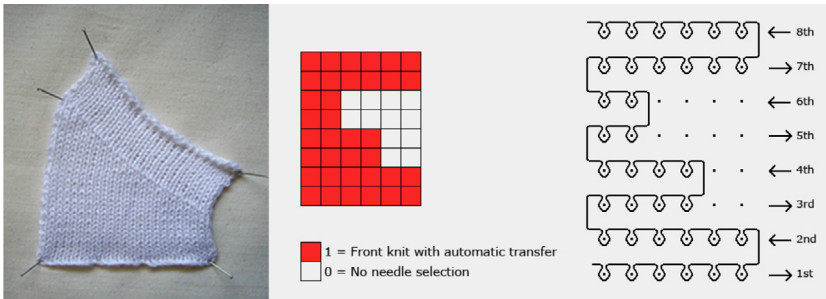 1 = Front knit with automatic transfer
0 = No needle selection
8th
7th
6th
5th
4th
3rd
2nd
1st